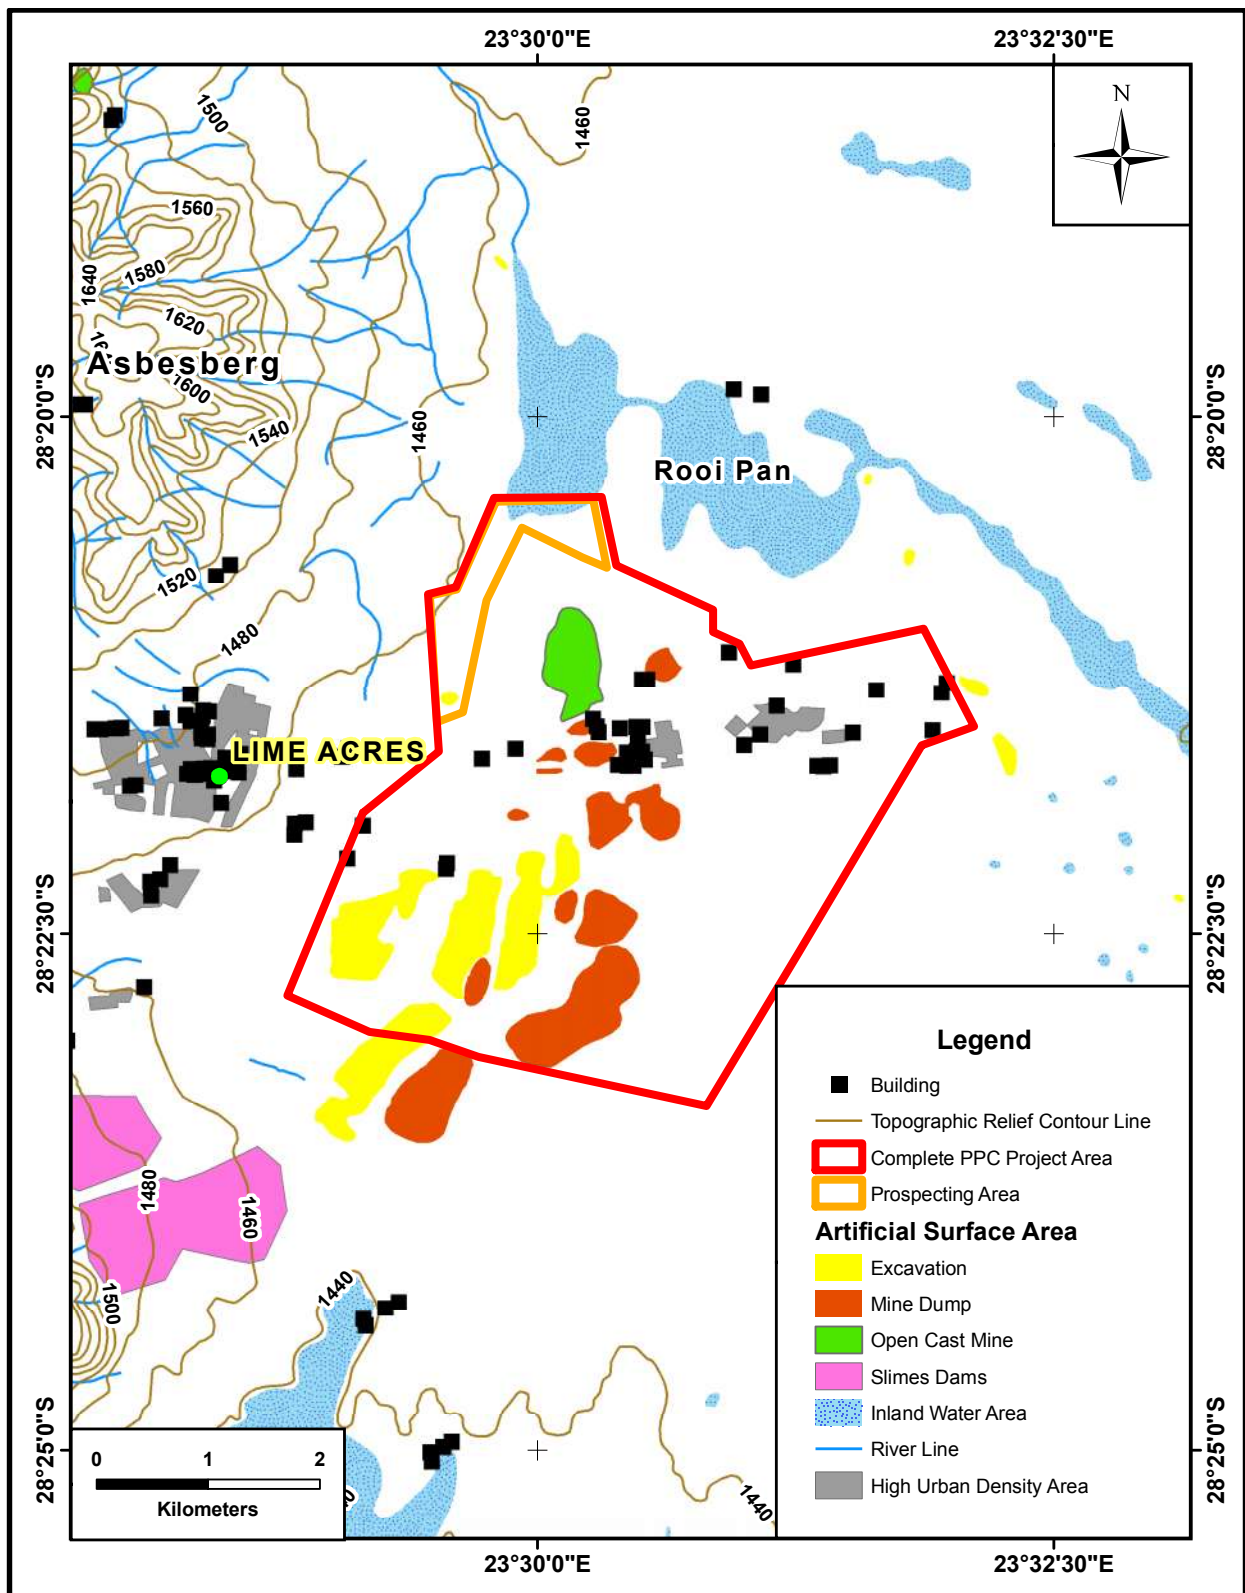 23°30'0"E
23°32'30"E
N
1500
1460
1560
1640
1580
1620
Asbesberg
1600
28°20'0"S
28°20'0"S
1540
1460
Rooi Pan
1520
1480
LIME ACRES
28°22'30"S
28°22'30"S
Legend
Building
Topographic Relief Contour Line
Complete PPC Project Area
Prospecting Area
Artificial Surface Area
Excavation
Mine Dump
Open Cast Mine
Slimes Dams
Inland Water Area
River Line
High Urban Density Area
1480
1460
1500
1440
1440
28°25'0"S
28°25'0"S
0 1 2
Kilometers
23°30'0"E
23°32'30"E